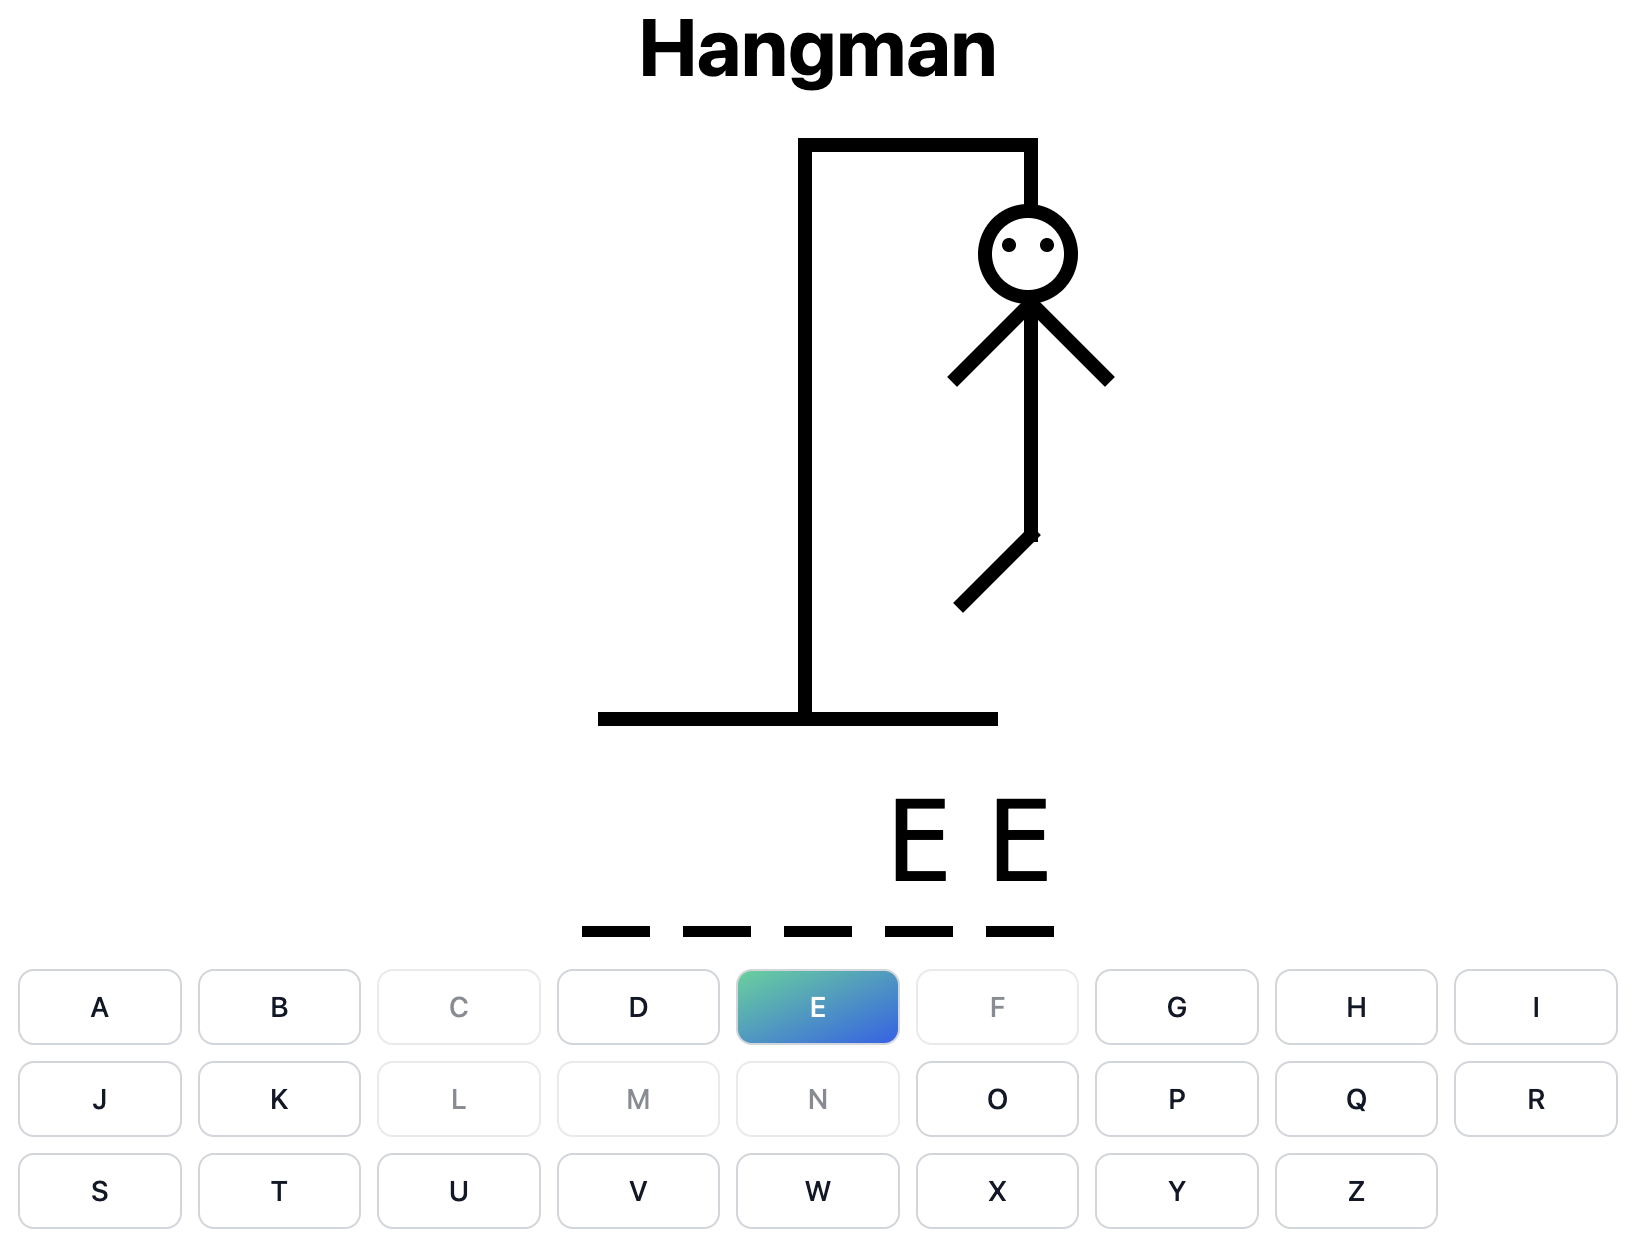 Hangman
E E
A B C D E F G H I
J K L M N O P Q R
S T U V W X Y Z